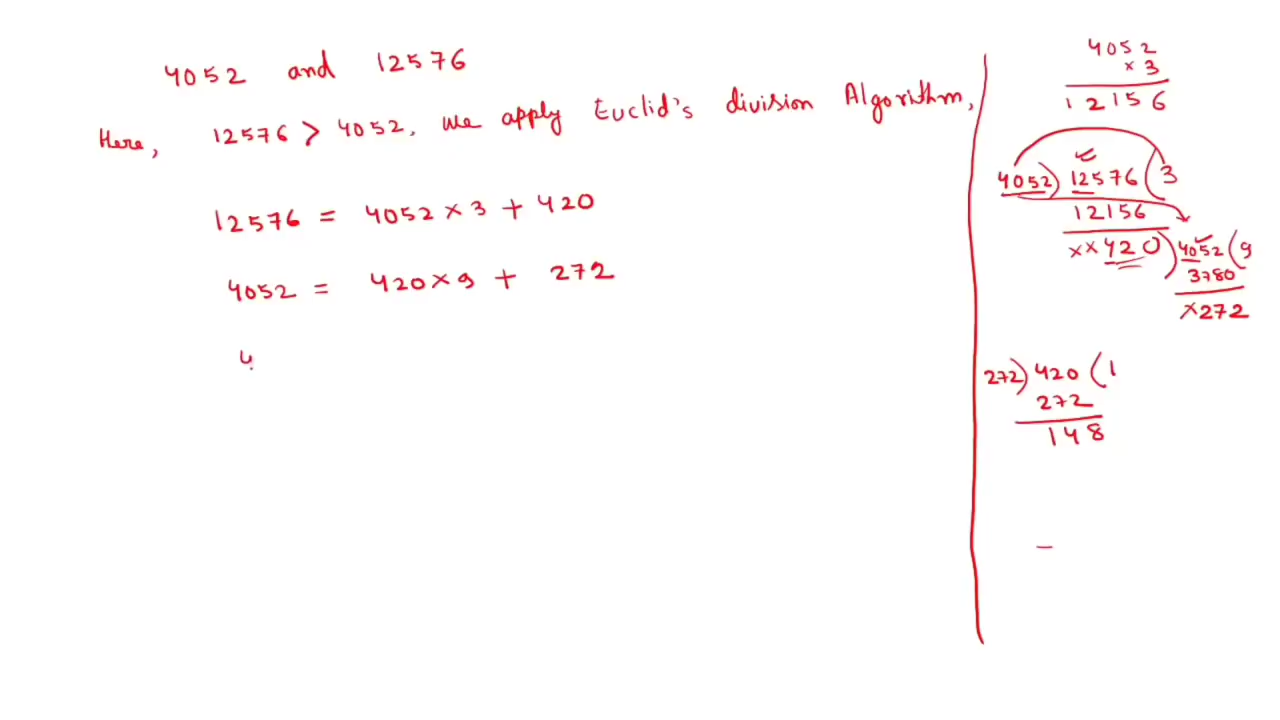 4052 and 12576
Here, 12576 > 4052, we apply Euclid's division Algorithm,
12576 = 4052 × 3 + 420
4052 = 420 × 9 + 272
4
4052
× 3
12156
4052) 12576 (3
12156
××420) 4052 (9
3780
×272
272) 420 (1
272
148